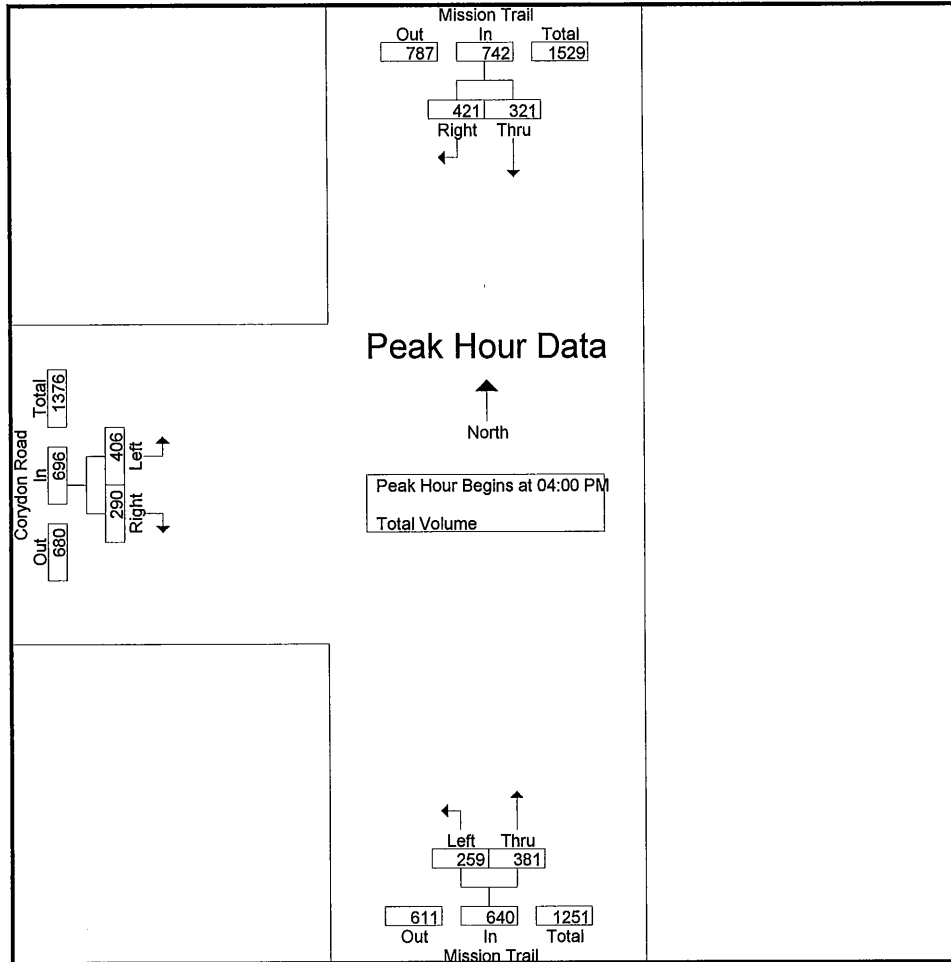 Mission Trail
Out In Total
787 742 1529
421 321
Right Thru
Peak Hour Data
North
Peak Hour Begins at 04:00 PM
Total Volume
Corydon Road
Out In Total
680 696 1376
290 406
Right Left
Left Thru
259 381
611 640 1251
Out In Total
Mission Trail